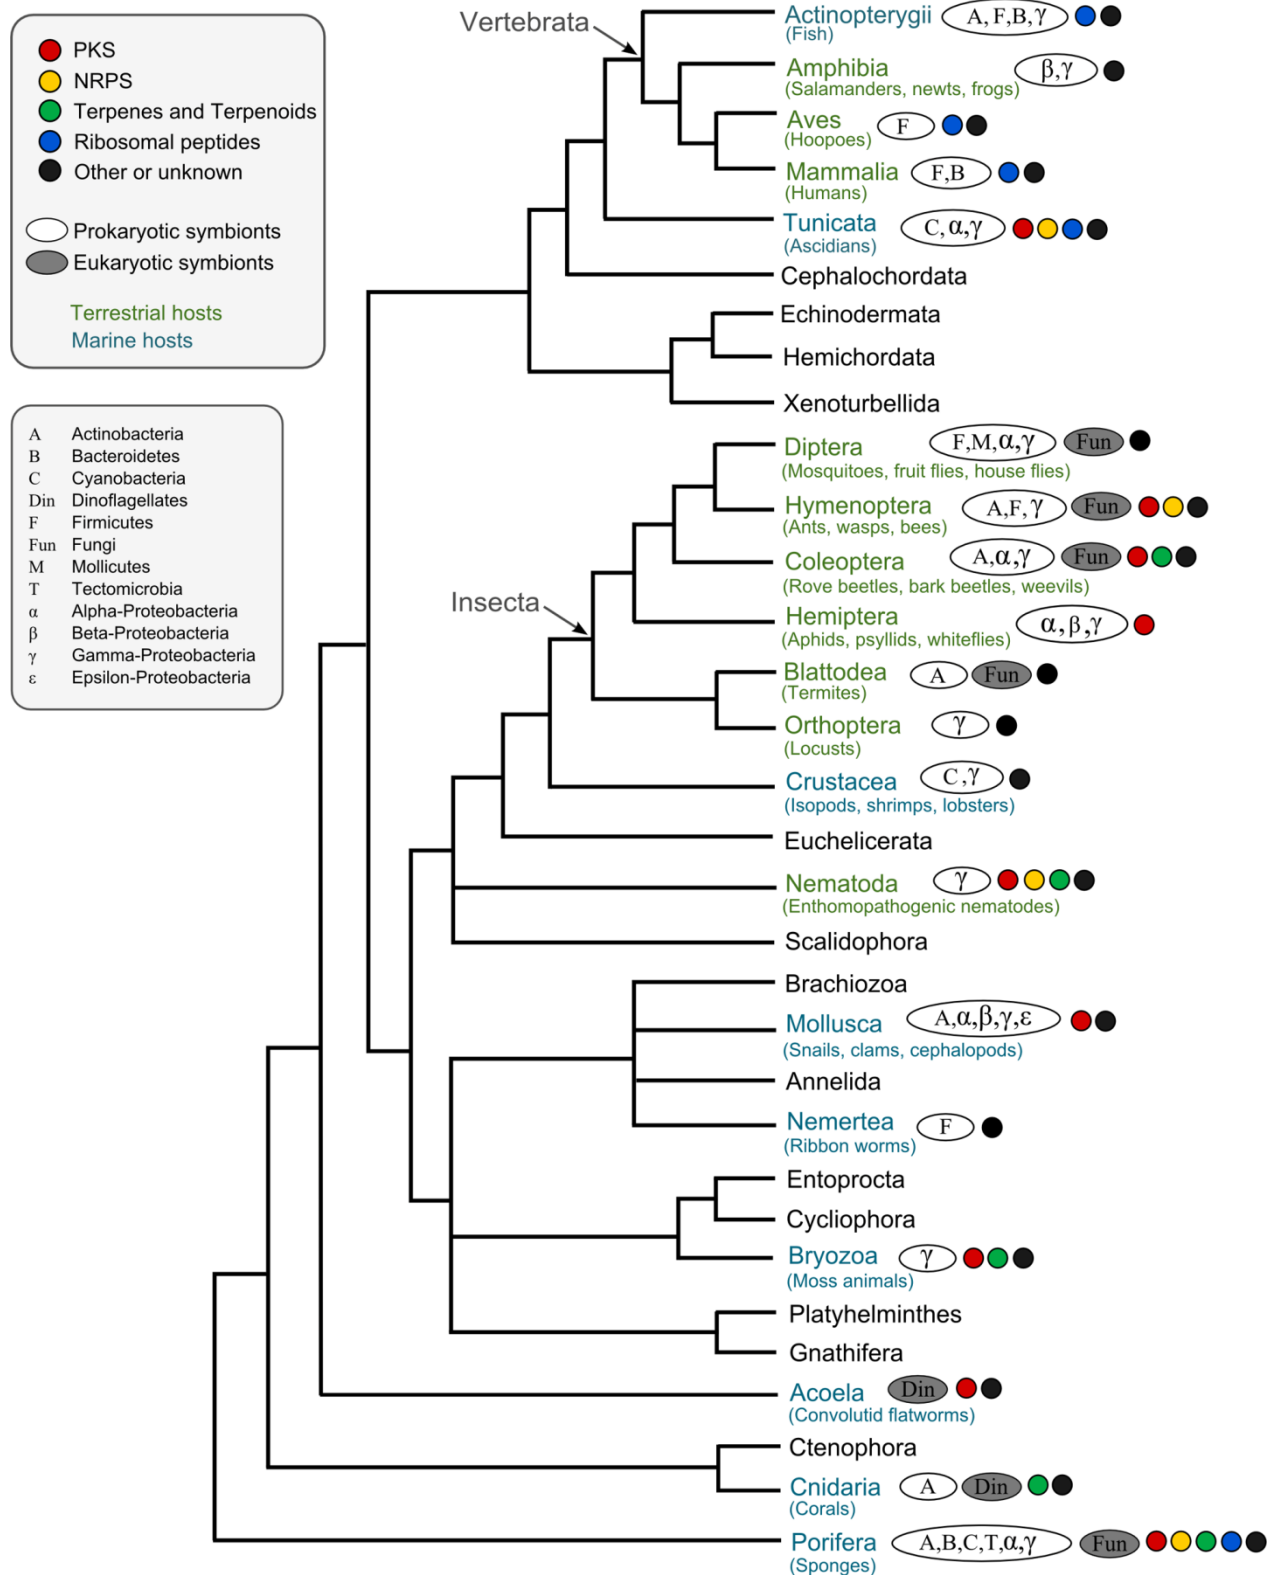 PKS
NRPS
Terpenes and Terpenoids
Ribosomal peptides
Other or unknown
Prokaryotic symbionts
Eukaryotic symbionts
Terrestrial hosts
Marine hosts
A Actinobacteria
B Bacteroidetes
C Cyanobacteria
Din Dinoflagellates
F Firmicutes
Fun Fungi
M Mollicutes
T Tectomicrobia
α Alpha-Proteobacteria
β Beta-Proteobacteria
γ Gamma-Proteobacteria
ε Epsilon-Proteobacteria
Vertebrata
Insecta
Actinopterygii A, F,B,γ
(Fish)
Amphibia β,γ
(Salamanders, newts, frogs)
Aves F
(Hoopoes)
Mammalia F,B
(Humans)
Tunicata C,α,γ
(Ascidians)
Cephalochordata
Echinodermata
Hemichordata
Xenoturbellida
Diptera F,M,α,γ Fun
(Mosquitoes, fruit flies, house flies)
Hymenoptera A,F,γ Fun
(Ants, wasps, bees)
Coleoptera A,α,γ Fun
(Rove beetles, bark beetles, weevils)
Hemiptera α,β,γ
(Aphids, psyllids, whiteflies)
Blattodea A Fun
(Termites)
Orthoptera γ
(Locusts)
Crustacea C,γ
(Isopods, shrimps, lobsters)
Euchelicerata
Nematoda γ
(Enthomopathogenic nematodes)
Scalidophora
Brachiozoa
Mollusca A,α,β,γ,ε
(Snails, clams, cephalopods)
Annelida
Nemertea F
(Ribbon worms)
Entoprocta
Cycliophora
Bryozoa γ
(Moss animals)
Platyhelminthes
Gnathifera
Acoela Din
(Convolutid flatworms)
Ctenophora
Cnidaria A Din
(Corals)
Porifera A,B,C,T,α,γ Fun
(Sponges)